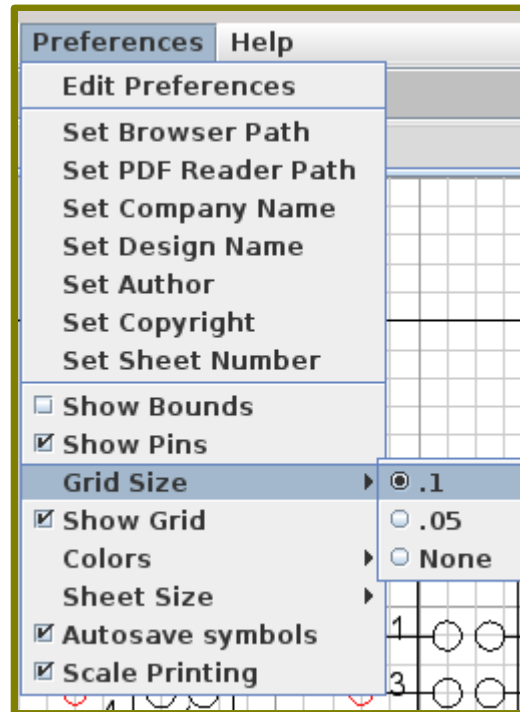 Preferences Help
Edit Preferences
Set Browser Path
Set PDF Reader Path
Set Company Name
Set Design Name
Set Author
Set Copyright
Set Sheet Number
Show Bounds
Show Pins
Grid Size
.1
.05
None
Show Grid
Colors
Sheet Size
Autosave symbols
Scale Printing
1
3